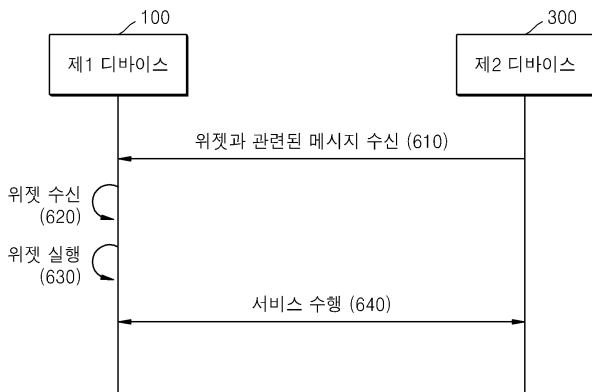 100
300
제1 디바이스
제2 디바이스
위젯과 관련된 메시지 수신 (610)
위젯 수신
(620)
위젯 실행
(630)
서비스 수행 (640)